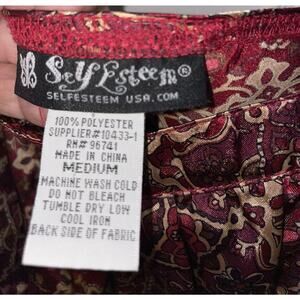 Self Esteem®
SELFESTEEM USA.COM
100% POLYESTER
SUPPLIER#10433-1
RN# 96741
MADE IN CHINA
MEDIUM
MACHINE WASH COLD
DO NOT BLEACH
TUMBLE DRY LOW
COOL IRON
BACK SIDE OF FABRIC